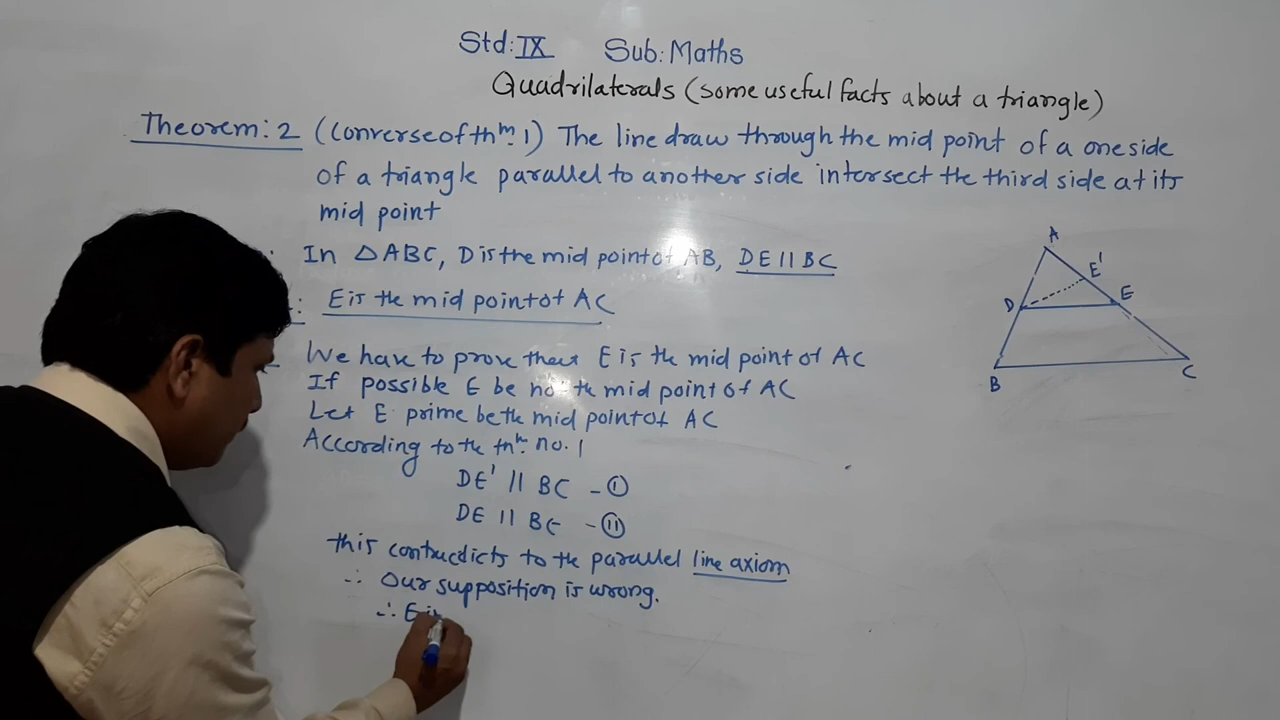 Std: IX Sub: Maths
Quadrilaterals (some useful facts about a triangle)
Theorem: 2 (Converse of thm. 1) The line draw through the mid point of a one side
of a triangle parallel to another side intersect the third side at its
mid point
: In △ABC, D is the mid point of AB, DE || BC
: E is the mid point of AC
We have to prove that E is the mid point of AC
If possible E be not the mid point of AC
Let E prime be the mid point of AC
According to the thm. no. 1
DE' || BC - (I)
DE || BC - (II)
this contradicts to the parallel line axiom
∴ Our supposition is wrong.
∴ E is
A
E'
D
E
B
C